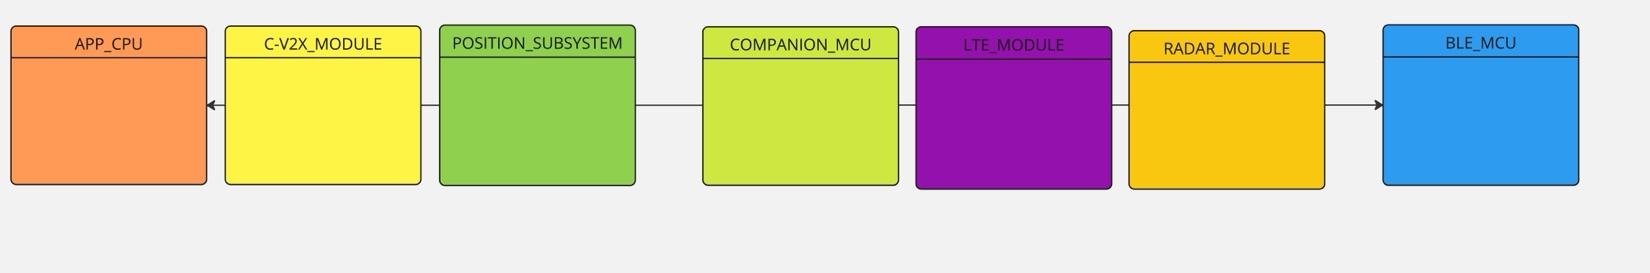 APP_CPU
C-V2X_MODULE
POSITION_SUBSYSTEM
COMPANION_MCU
LTE_MODULE
RADAR_MODULE
BLE_MCU